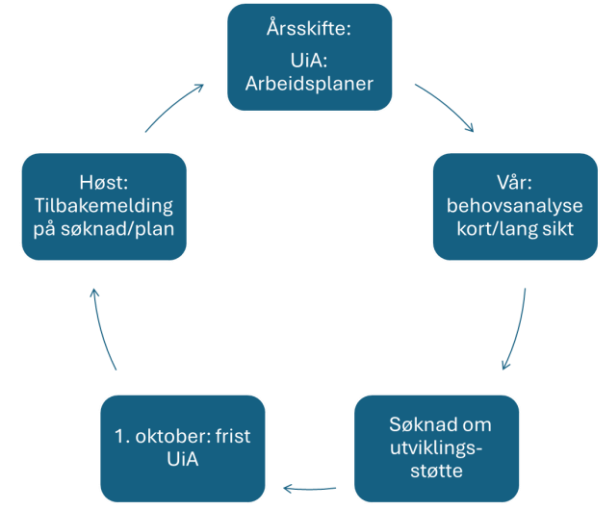 Årsskifte:
UiA:
Arbeidsplaner
Vår:
behovsanalyse
kort/lang sikt
Søknad om
utviklings-
støtte
1. oktober: frist
UiA
Høst:
Tilbakemelding
på søknad/plan